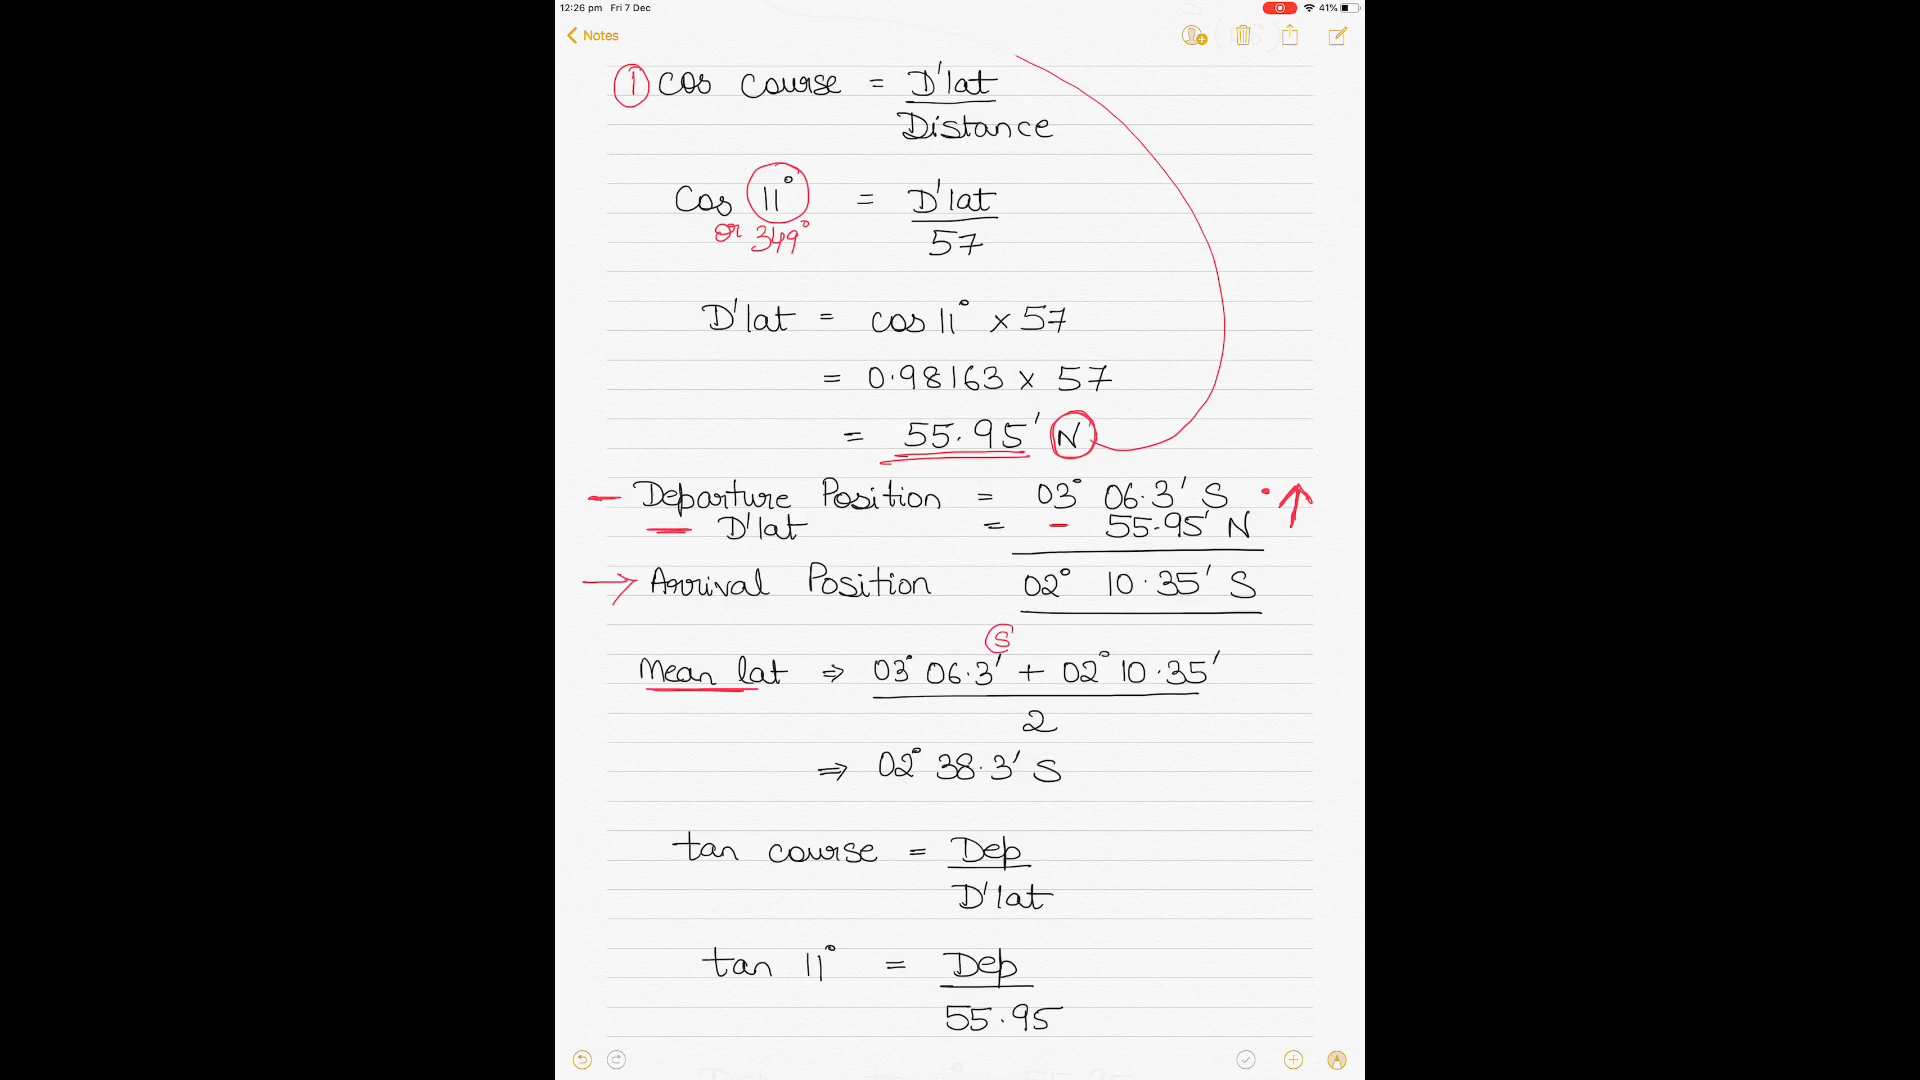 12:26 pm Fri 7 Dec 41%
Notes
1 cos course = D'lat
Distance
Cos 11° = D'lat
or 349° 57
D'lat = cos 11° × 57
= 0.98163 × 57
= 55.95' N
Departure Position = 03° 06.3' S
D'lat = - 55.95' N
Arrival Position 02° 10.35' S
S
Mean lat ⇒ 03° 06.3' + 02° 10.35'
2
⇒ 02° 38.3' S
tan course = Dep
D'lat
tan 11° = Dep
55.95